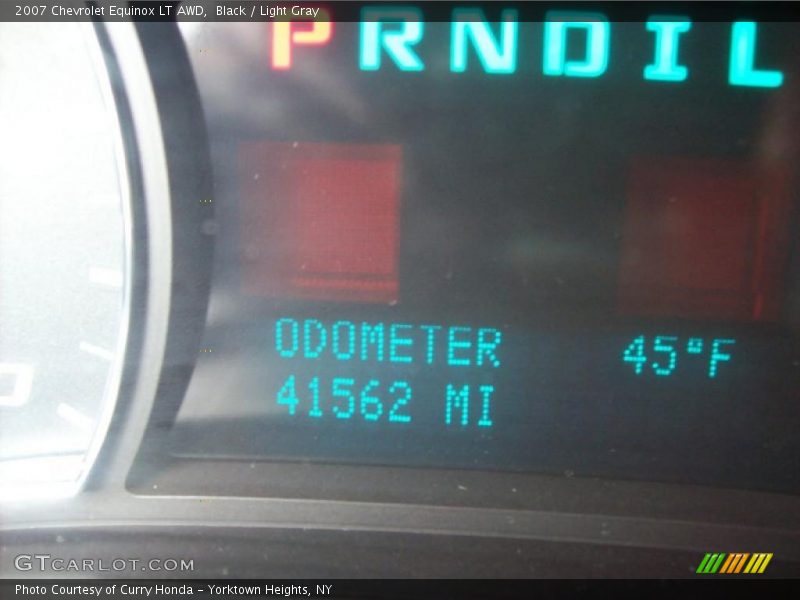 2007 Chevrolet Equinox LT AWD, Black / Light Gray
P R N D I L
ODOMETER 45°F
41562 MI
GTCARLOT.COM
Photo Courtesy of Curry Honda - Yorktown Heights, NY